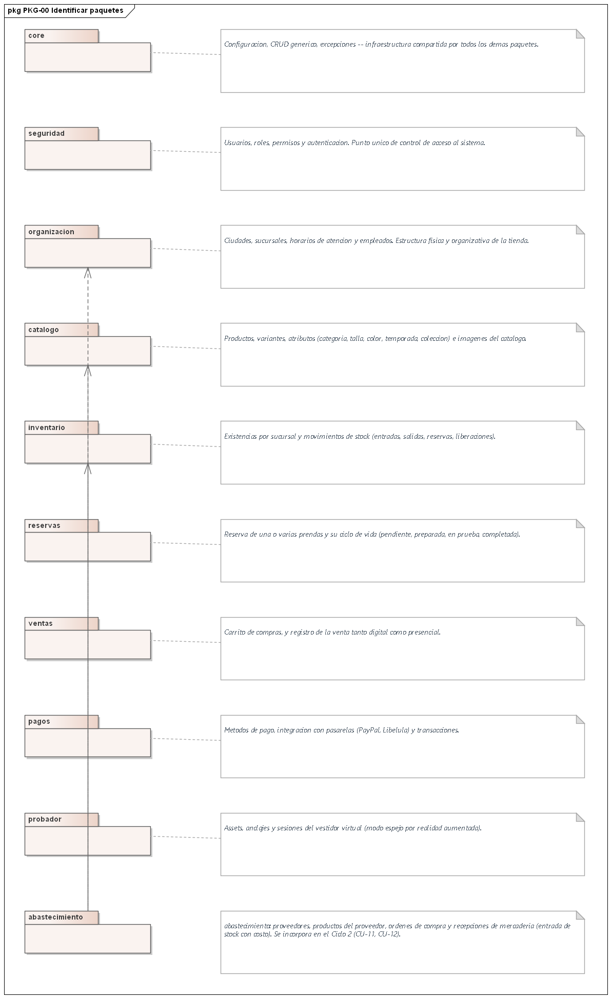 pkg PKG-00 Identificar paquetes
core
Configuracion, CRUD generico, excepciones -- infraestructura compartida por todos los demas paquetes.
seguridad
Usuarios, roles, permisos y autenticacion. Punto unico de control de acceso al sistema.
organizacion
Ciudades, sucursales, horarios de atencion y empleados. Estructura fisica y organizativa de la tienda.
catalogo
Productos, variantes, atributos (categoria, talla, color, temporada, coleccion) e imagenes del catalogo.
inventario
Existencias por sucursal y movimientos de stock (entradas, salidas, reservas, liberaciones).
reservas
Reserva de una o varias prendas y su ciclo de vida (pendiente, preparada, en prueba, completada).
ventas
Carrito de compras, y registro de la venta tanto digital como presencial.
pagos
Metodos de pago, integracion con pasarelas (PayPal, Libelula) y transacciones.
probador
Assets, anclajes y sesiones del vestidor virtual (modo espejo por realidad aumentada).
abastecimiento
abastecimiento: proveedores, productos del proveedor, ordenes de compra y recepciones de mercaderia (entrada de
stock con costo). Se incorpora en el Ciclo 2 (CU-11, CU-12).